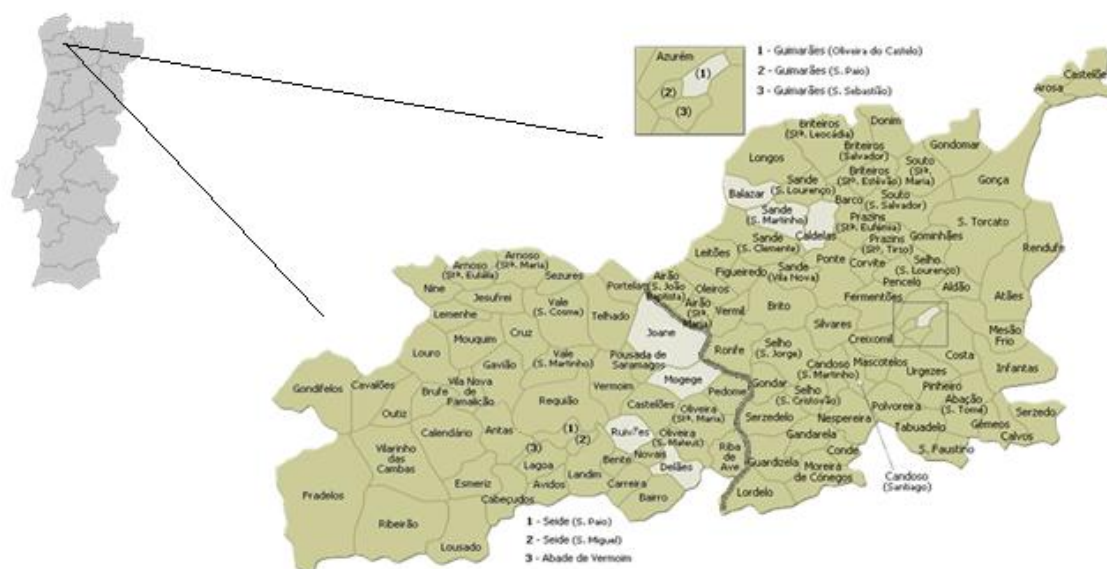 Azurém
(1)
(2)
(3)
1 - Guimarães (Oliveira do Castelo)
2 - Guimarães (S. Paio)
3 - Guimarães (S. Sebastião)
Castelões
Arosa
Briteiros
(Stª. Leocádia)
Donim
Gondomar
Longos
Briteiros
(Salvador)
Souto
(Stª. Maria)
Briteiros
(Stº. Estêvão)
Gonça
Sande
(S. Lourenço)
Balazar
Barco
Souto
(S. Salvador)
Sande
(S. Martinho)
Caldelas
Prazins
(Stª. Eufémia)
S. Torcato
Leitões
Sande
(S. Clemente)
Prazins
(Stº. Tirso)
Gominhães
Rendufe
Ponte
Corvite
Selho
(S. Lourenço)
Figueiredo
Sande
(Vila Nova)
Pencelo
Aldão
Atães
Airão
(S. João
Baptista)
Oleiros
Airão
(Stª.
Maria)
Vermil
Brito
Fermentões
Silvares
Creixomil
Mesão
Frio
Ronfe
Selho
(S. Jorge)
Candoso
(S. Martinho)
Mascotelos
Urgezes
Costa
Infantas
Gondar
Selho
(S. Cristovão)
Pinheiro
Polvoreira
Abação
(S. Tomé)
Serzedo
Serzedelo
Nespereira
Tabuadelo
Gêmeos
Calvos
Gandarela
Conde
S. Faustino
Guardizela
Moreira
de Cónegos
Candoso
(Santiago)
Lordelo
Arnoso
(Stª. Eulália)
Arnoso
(Stª. Maria)
Sezures
Portela
Nine
Jesufrei
Vale
(S. Cosme)
Telhado
Lemenhe
Mouquim
Cruz
Joane
Louro
Gavião
Vale
(S. Martinho)
Pousada de
Saramagos
Gondifelos
Cavalões
Brufe
Vila Nova
de
Famalicão
Vermoim
Mogege
Pedome
Outiz
Requião
Castelões
Oliveira
(Stª. Maria)
Calendário
Antas
(1)
(2)
(3)
Ruivães
Oliveira
(S. Mateus)
Riba
de
Ave
Vilarinho
das
Cambas
Novais
Lagoa
Bente
Delães
Landim
Esmeriz
Avidos
Carreira
Cabeçudos
Bairro
Fradelos
Ribeirão
Lousado
1 - Seide (S. Paio)
2 - Seide (S. Miguel)
3 - Abade de Vermoim